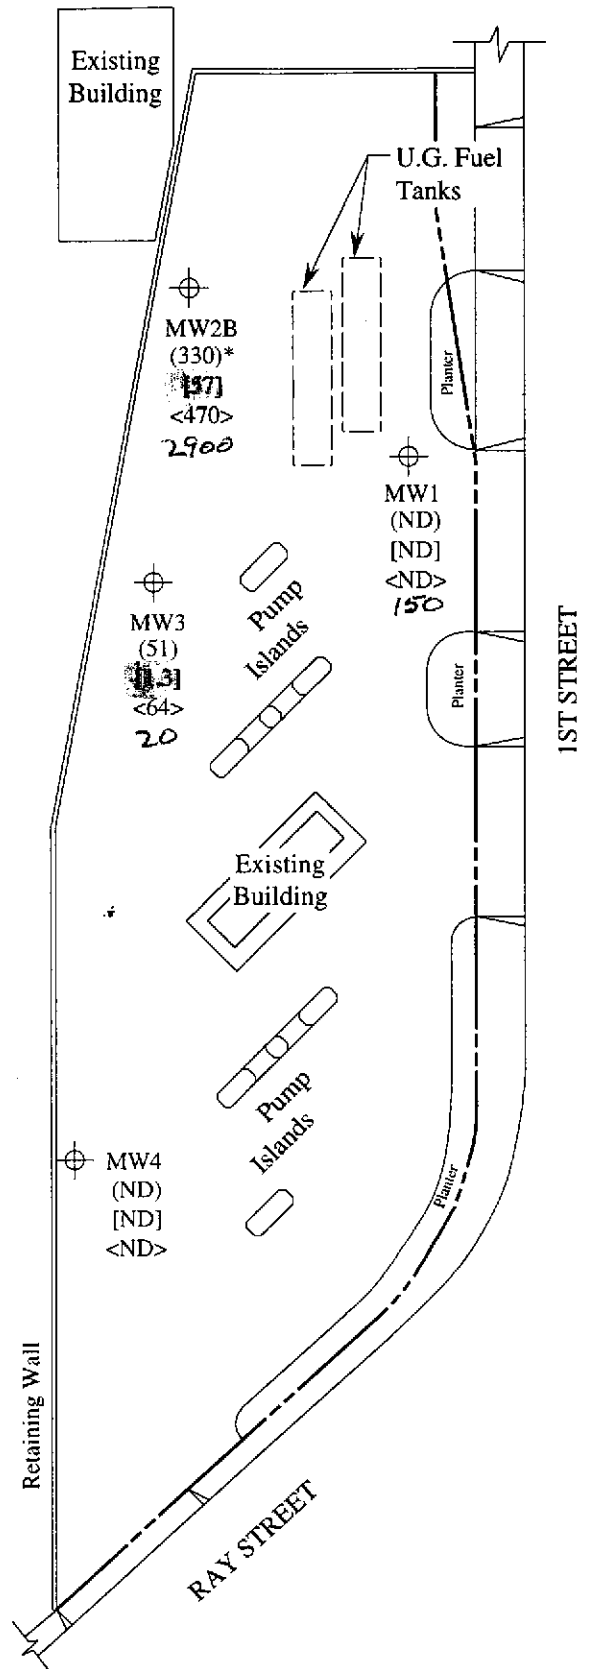 Existing
Building
U.G. Fuel
Tanks
MW2B
(330)*
[37]
<470>
2900
Planter
MW1
(ND)
[ND]
<ND>
150
Pump
Islands
MW3
(51)
<64>
20
Planter
1ST STREET
Existing
Building
Pump
Islands
MW4
(ND)
[ND]
<ND>
Planter
Retaining Wall
RAY STREET